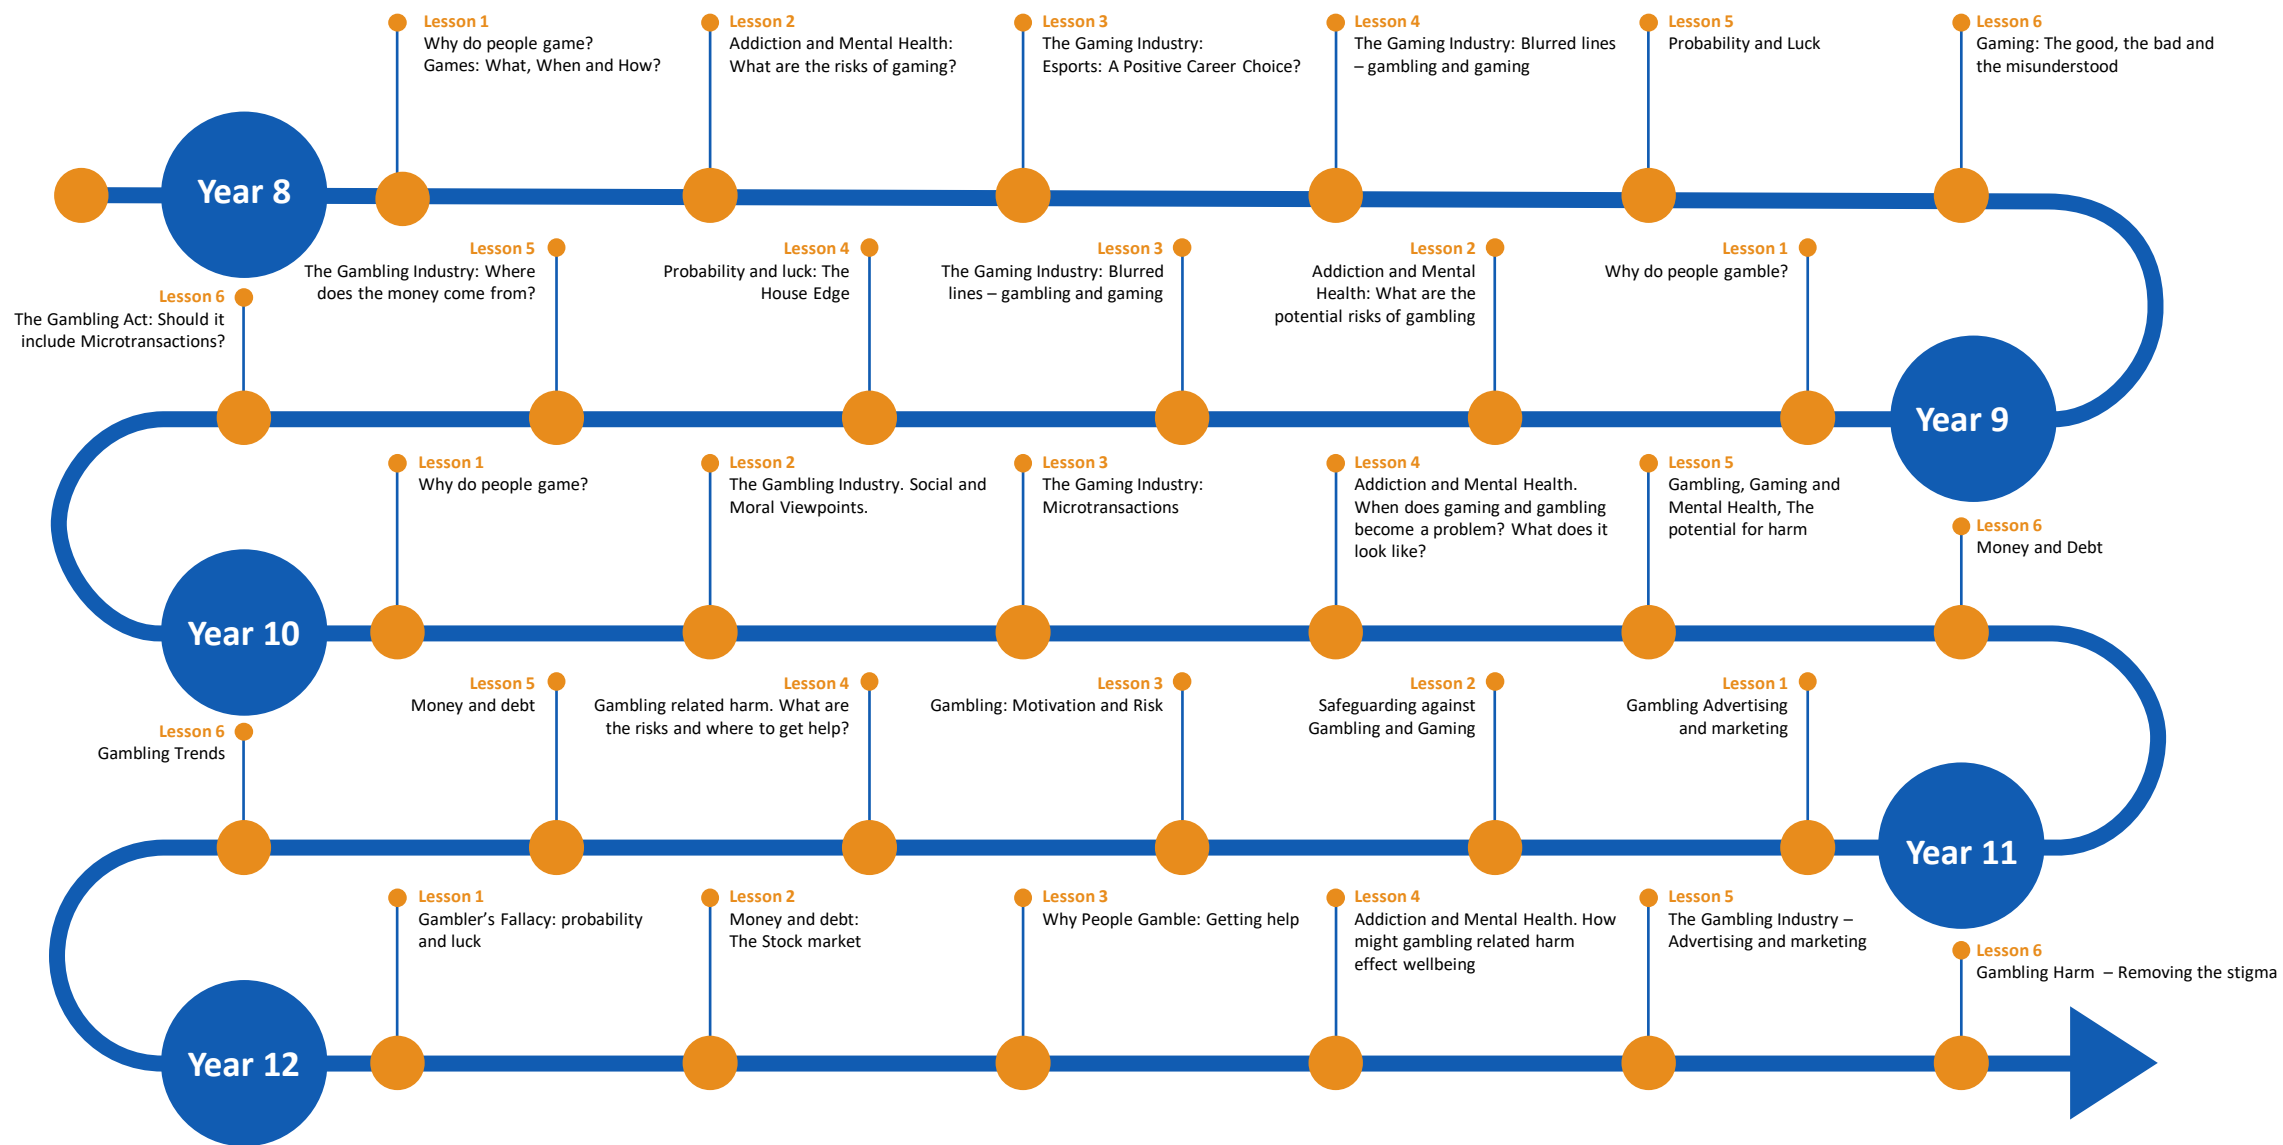 Year 8
Lesson 1
Why do people game?
Games: What, When and How?
Lesson 2
Addiction and Mental Health:
What are the risks of gaming?
Lesson 3
The Gaming Industry:
Esports: A Positive Career Choice?
Lesson 4
The Gaming Industry: Blurred lines
– gambling and gaming
Lesson 5
Probability and Luck
Lesson 6
Gaming: The good, the bad and
the misunderstood
Year 9
Lesson 1
Why do people gamble?
Lesson 2
Addiction and Mental
Health: What are the
potential risks of gambling
Lesson 3
The Gaming Industry: Blurred
lines – gambling and gaming
Lesson 4
Probability and luck: The
House Edge
Lesson 5
The Gambling Industry: Where
does the money come from?
Lesson 6
The Gambling Act: Should it
include Microtransactions?
Year 10
Lesson 1
Why do people game?
Lesson 2
The Gambling Industry. Social and
Moral Viewpoints.
Lesson 3
The Gaming Industry:
Microtransactions
Lesson 4
Addiction and Mental Health.
When does gaming and gambling
become a problem? What does it
look like?
Lesson 5
Gambling, Gaming and
Mental Health, The
potential for harm
Lesson 6
Money and Debt
Year 11
Lesson 1
Gambling Advertising
and marketing
Lesson 2
Safeguarding against
Gambling and Gaming
Lesson 3
Gambling: Motivation and Risk
Lesson 4
Gambling related harm. What are
the risks and where to get help?
Lesson 5
Money and debt
Lesson 6
Gambling Trends
Year 12
Lesson 1
Gambler’s Fallacy: probability
and luck
Lesson 2
Money and debt:
The Stock market
Lesson 3
Why People Gamble: Getting help
Lesson 4
Addiction and Mental Health. How
might gambling related harm
effect wellbeing
Lesson 5
The Gambling Industry –
Advertising and marketing
Lesson 6
Gambling Harm – Removing the stigma